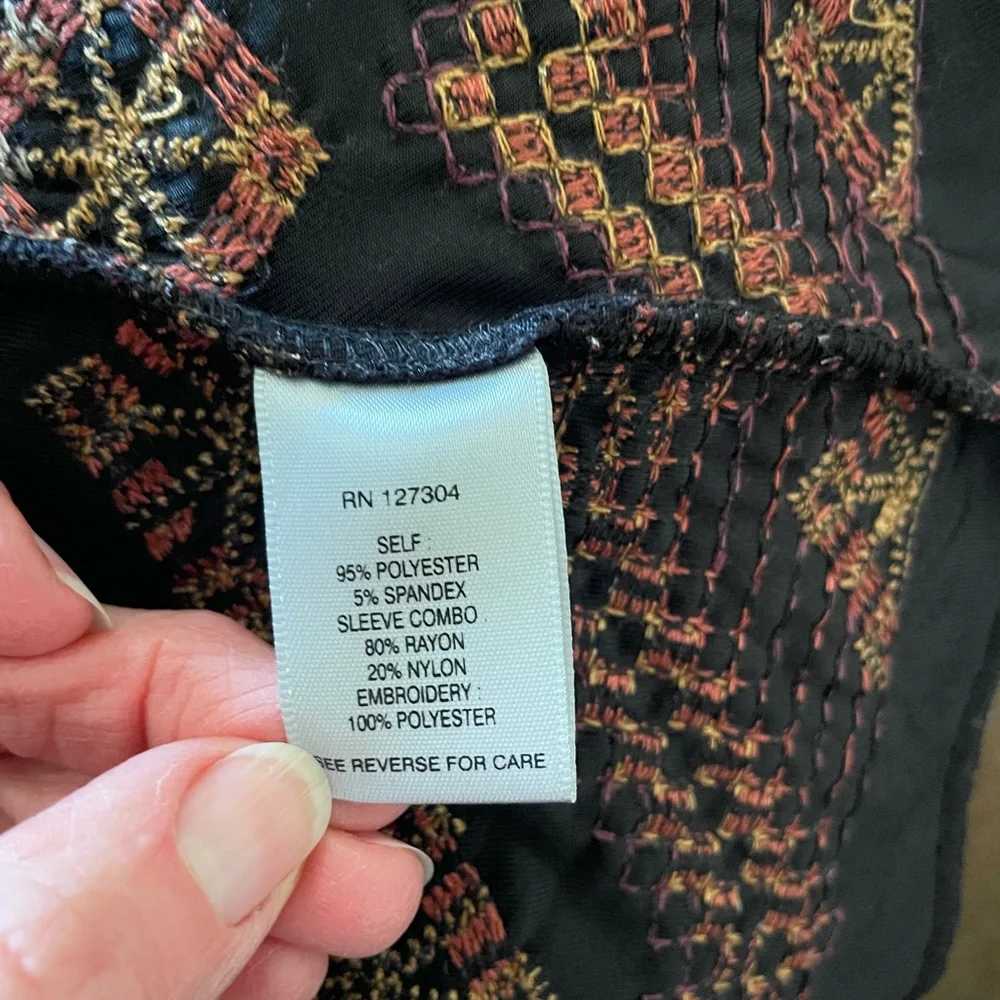 RN 127304
SELF :
95% POLYESTER
5% SPANDEX
SLEEVE COMBO
80% RAYON
20% NYLON
EMBROIDERY :
100% POLYESTER
SEE REVERSE FOR CARE